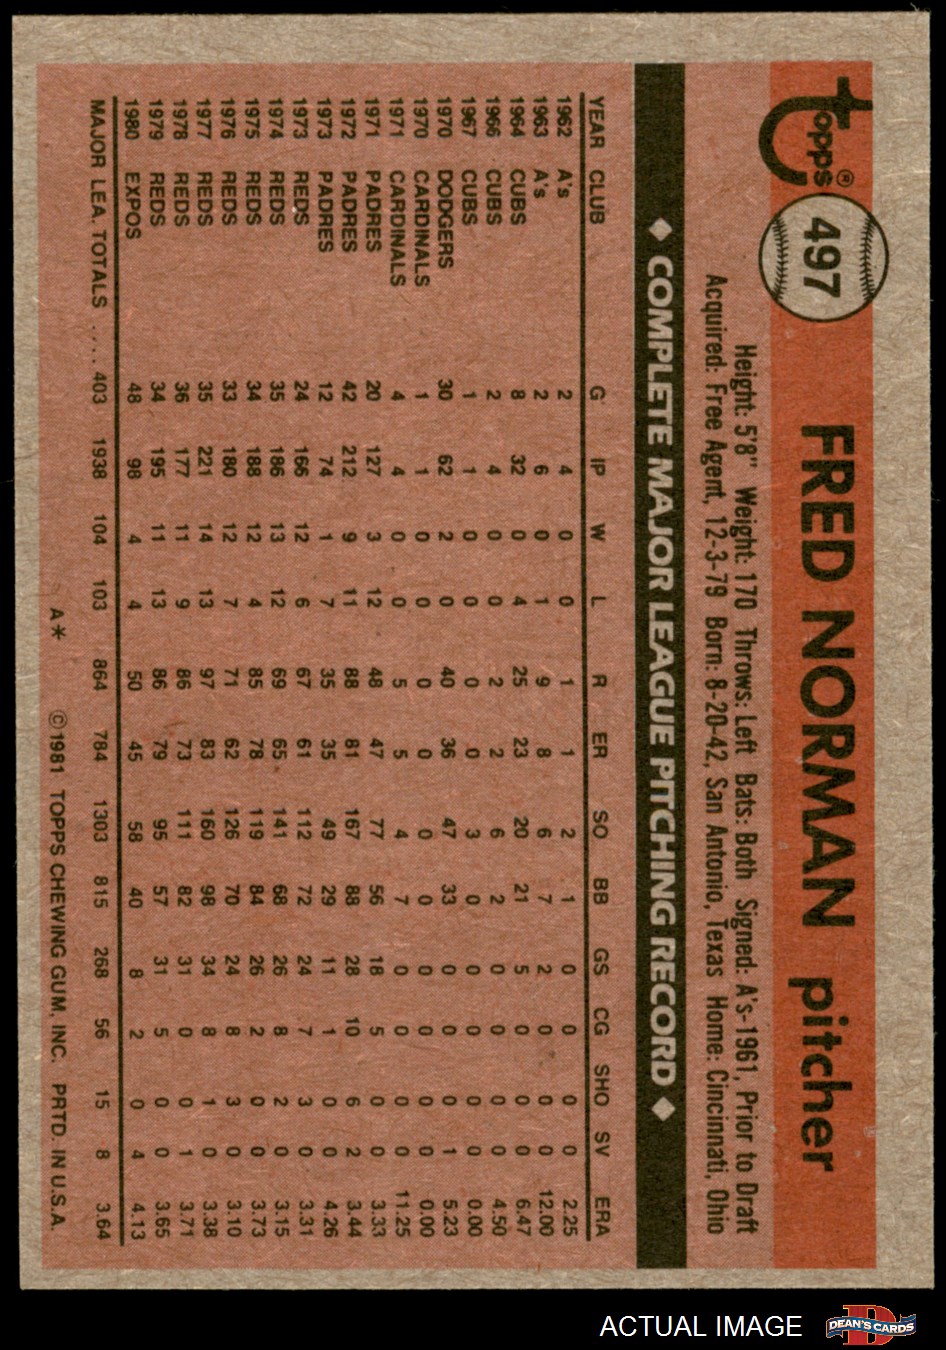 topps®
497
FRED NORMAN pitcher
Height: 5'8" Weight: 170 Throws: Left Bats: Both Signed: A's-1961, Prior to Draft
Acquired: Free Agent, 12-3-79 Born: 8-20-42, San Antonio, Texas Home: Cincinnati, Ohio
◆ COMPLETE MAJOR LEAGUE PITCHING RECORD ◆
YEAR CLUB G IP W L R ER SO BB GS CG SHO SV ERA
1962 A's 2 4 0 0 1 1 2 1 0 0 0 0 2.25
1963 A's 2 6 0 1 9 8 6 7 2 0 0 0 12.00
1964 CUBS 8 32 0 4 25 23 20 21 5 0 0 0 6.47
1966 CUBS 2 4 0 0 2 2 6 2 0 0 0 0 4.50
1967 CUBS 1 1 0 0 0 0 3 0 0 0 0 0 0.00
1970 DODGERS 30 62 2 0 40 36 47 33 0 0 0 1 5.23
1970 CARDINALS 1 1 0 0 0 0 0 0 0 0 0 0 0.00
1971 CARDINALS 4 4 0 0 5 5 4 7 0 0 0 0 11.25
1971 PADRES 20 127 3 12 48 47 77 56 18 5 0 0 3.33
1972 PADRES 42 212 9 11 88 81 167 88 28 10 6 2 3.44
1973 PADRES 12 74 1 7 35 35 49 29 11 1 0 0 4.26
1973 REDS 24 166 12 6 67 61 112 72 24 7 3 0 3.31
1974 REDS 35 186 13 12 69 65 141 68 26 8 2 0 3.15
1975 REDS 34 188 12 4 85 78 119 84 26 2 0 0 3.73
1976 REDS 33 180 12 7 71 62 126 70 24 8 3 0 3.10
1977 REDS 35 221 14 13 97 83 160 98 34 8 1 0 3.38
1978 REDS 36 177 11 9 86 73 111 82 31 0 0 1 3.71
1979 REDS 34 195 11 13 86 79 95 57 31 5 0 0 3.65
1980 EXPOS 48 98 4 4 50 45 58 40 8 2 0 4 4.13
MAJOR LEA. TOTALS .... 403 1938 104 103 864 784 1303 815 268 56 15 8 3.64
A* ©1981 TOPPS CHEWING GUM, INC. PRTD. IN U.S.A.
ACTUAL IMAGE
D
DEAN'S CARDS